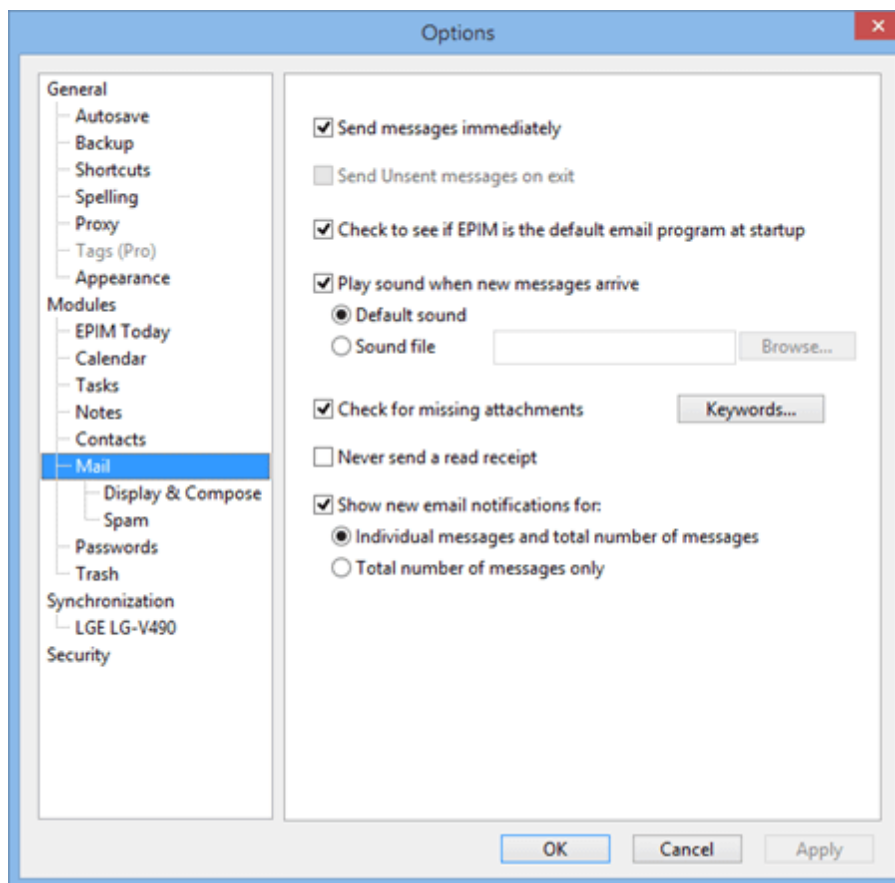 Options
General
Autosave
Backup
Shortcuts
Spelling
Proxy
Tags (Pro)
Appearance
Modules
EPIM Today
Calendar
Tasks
Notes
Contacts
Mail
Display & Compose
Spam
Passwords
Trash
Synchronization
LGE LG-V490
Security
Send messages immediately
Send Unsent messages on exit
Check to see if EPIM is the default email program at startup
Play sound when new messages arrive
Default sound
Sound file Browse...
Check for missing attachments Keywords...
Never send a read receipt
Show new email notifications for:
Individual messages and total number of messages
Total number of messages only
OK Cancel Apply